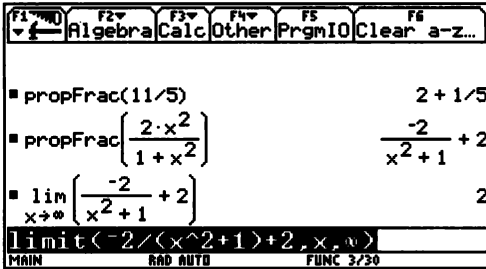 F1 F2 F3 F4 F5 F6
Algebra Calc Other PrgmIO Clear a-z...
propFrac(11/5) 2 + 1/5
propFrac(2·x²/(1 + x²)) -2/(x² + 1) + 2
lim x→∞ (-2/(x² + 1) + 2) 2
limit(-2/(x^2+1)+2,x,∞)
MAIN RAD AUTO FUNC 3/30